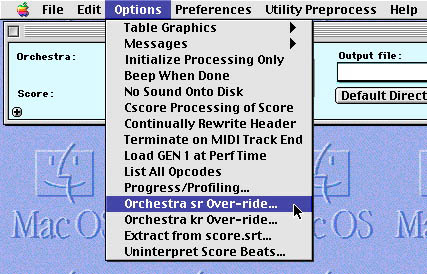 File Edit Options Preferences Utility Preprocess Help
Table Graphics
Messages
Initialize Processing Only
Beep When Done
No Sound Onto Disk
Cscore Processing of Score
Continually Rewrite Header
Terminate on MIDI Track End
Load GEN 1 at PerfTime
List All Opcodes
Progress/Profiling...
Orchestra sr Over-ride...
Orchestra kr Over-ride...
Extract from score.srt...
Uninterpret Score Beats...
Orchestra:
Score:
Output file:
Default Direct
Mac OS
Mac OS